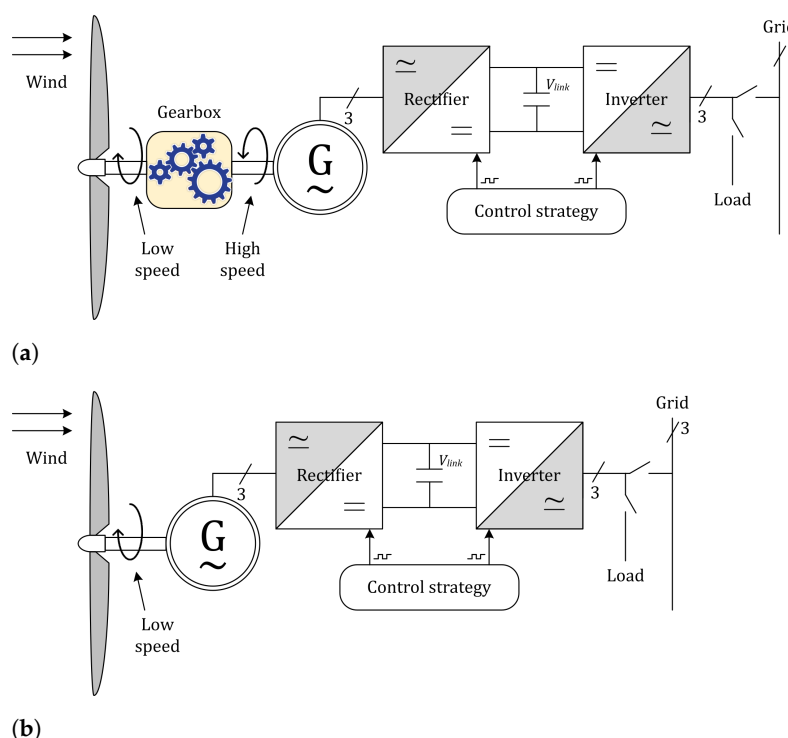 Grid
Wind
Gearbox
3
Rectifier
V_link
Inverter
3
G
~
Control strategy
Load
Low
speed
High
speed
(a)
Grid
3
Wind
3
Rectifier
V_link
Inverter
3
G
~
Control strategy
Load
Low
speed
(b)